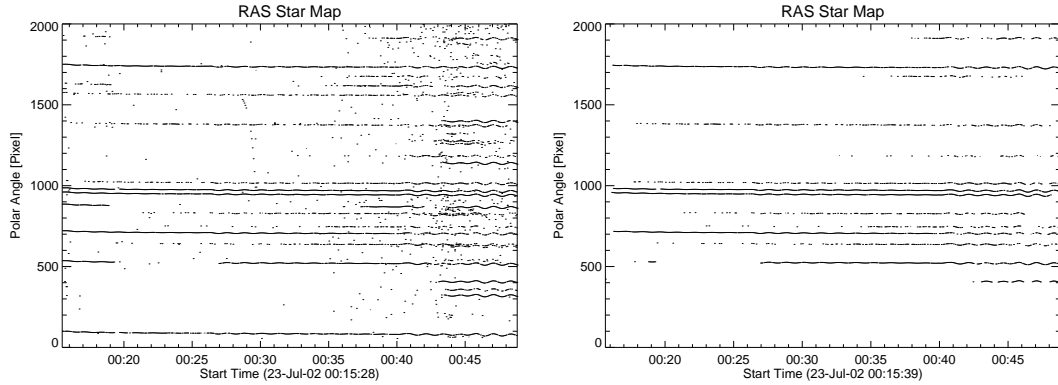 RAS Star Map
Polar Angle [Pixel]
2000
1500
1000
500
0
00:20 00:25 00:30 00:35 00:40 00:45
Start Time (23-Jul-02 00:15:28)
RAS Star Map
Polar Angle [Pixel]
2000
1500
1000
500
0
00:20 00:25 00:30 00:35 00:40 00:45
Start Time (23-Jul-02 00:15:39)